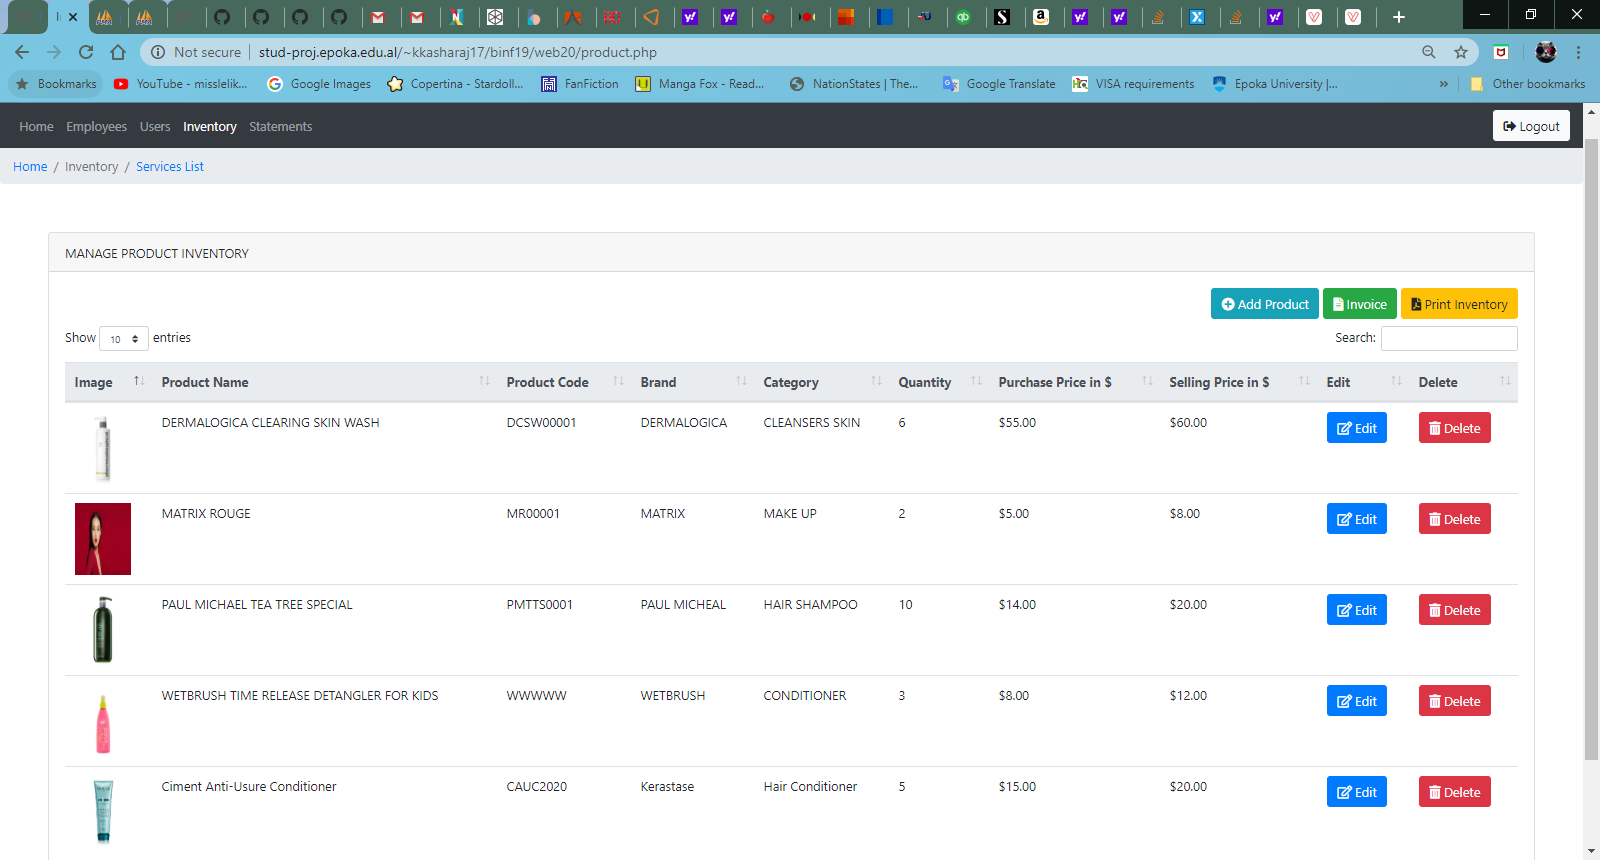 Not secure | stud-proj.epoka.edu.al/~kkasharaj17/binf19/web20/product.php
Bookmarks YouTube - misslelik... Google Images Copertina - Stardoll... FanFiction Manga Fox - Read... NationStates | The... Google Translate VISA requirements Epoka University |... » Other bookmarks
Home Employees Users Inventory Statements Logout
Home / Inventory / Services List
MANAGE PRODUCT INVENTORY
Add Product Invoice Print Inventory
Show 10 entries Search:
Image Product Name Product Code Brand Category Quantity Purchase Price in $ Selling Price in $ Edit Delete
DERMALOGICA CLEARING SKIN WASH DCSW00001 DERMALOGICA CLEANSERS SKIN 6 $55.00 $60.00 Edit Delete
MATRIX ROUGE MR00001 MATRIX MAKE UP 2 $5.00 $8.00 Edit Delete
PAUL MICHAEL TEA TREE SPECIAL PMTTS0001 PAUL MICHEAL HAIR SHAMPOO 10 $14.00 $20.00 Edit Delete
WETBRUSH TIME RELEASE DETANGLER FOR KIDS WWWWW WETBRUSH CONDITIONER 3 $8.00 $12.00 Edit Delete
Ciment Anti-Usure Conditioner CAUC2020 Kerastase Hair Conditioner 5 $15.00 $20.00 Edit Delete